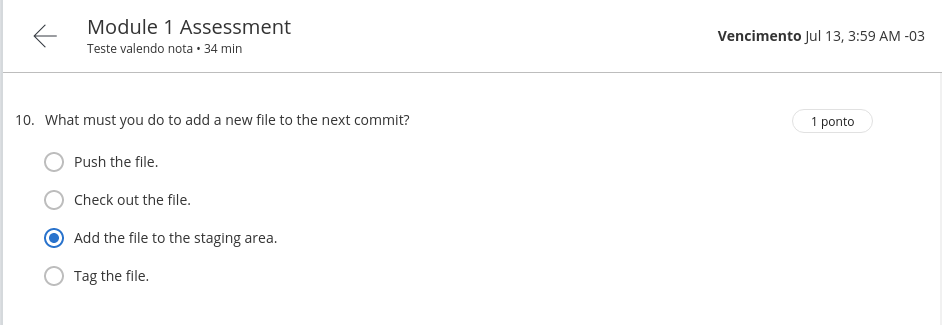 Module 1 Assessment
Teste valendo nota • 34 min
Vencimento Jul 13, 3:59 AM -03
10. What must you do to add a new file to the next commit?
1 ponto
Push the file.
Check out the file.
Add the file to the staging area.
Tag the file.